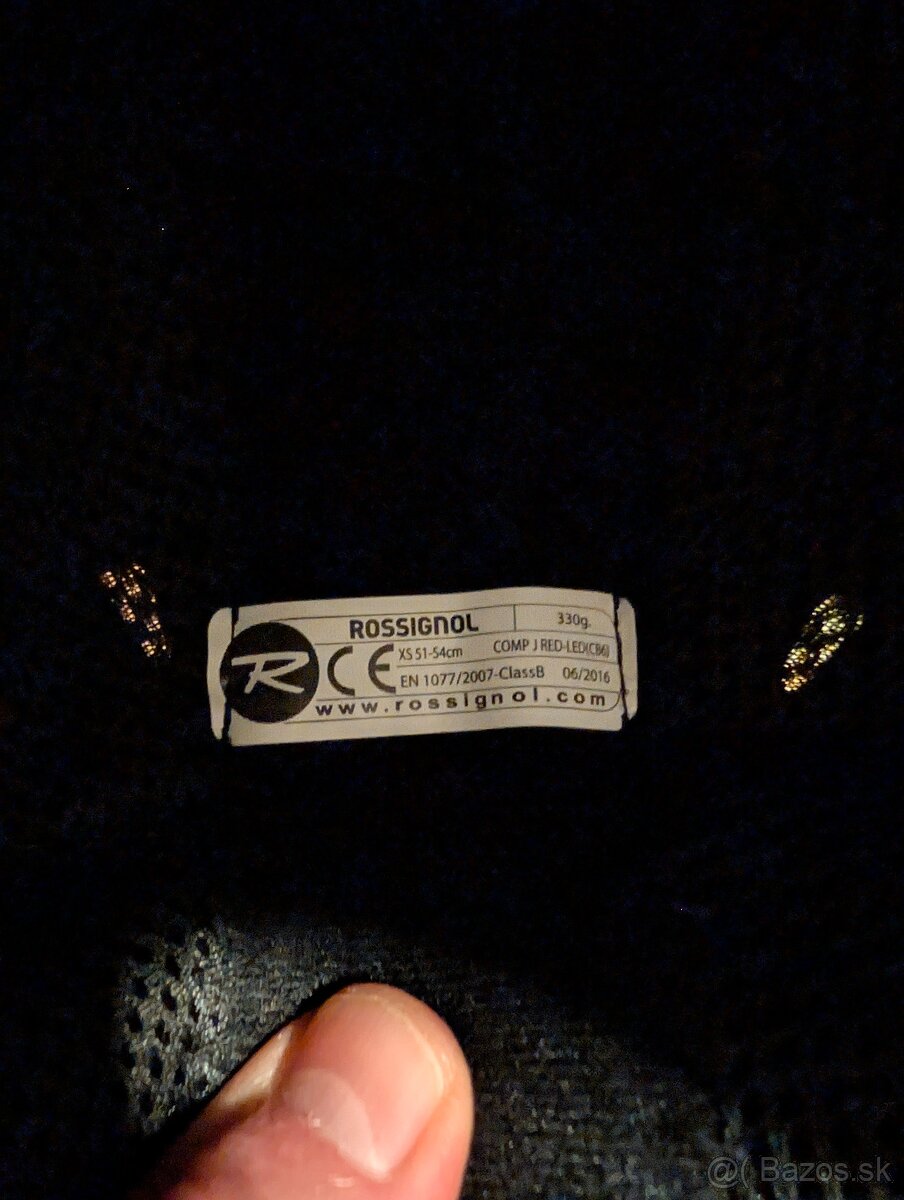 ROSSIGNOL 330g.
R CE XS 51-54cm COMP J RED-LED(CB6)
EN 1077/2007-ClassB 06/2016
www.rossignol.com
@( Bazos.sk